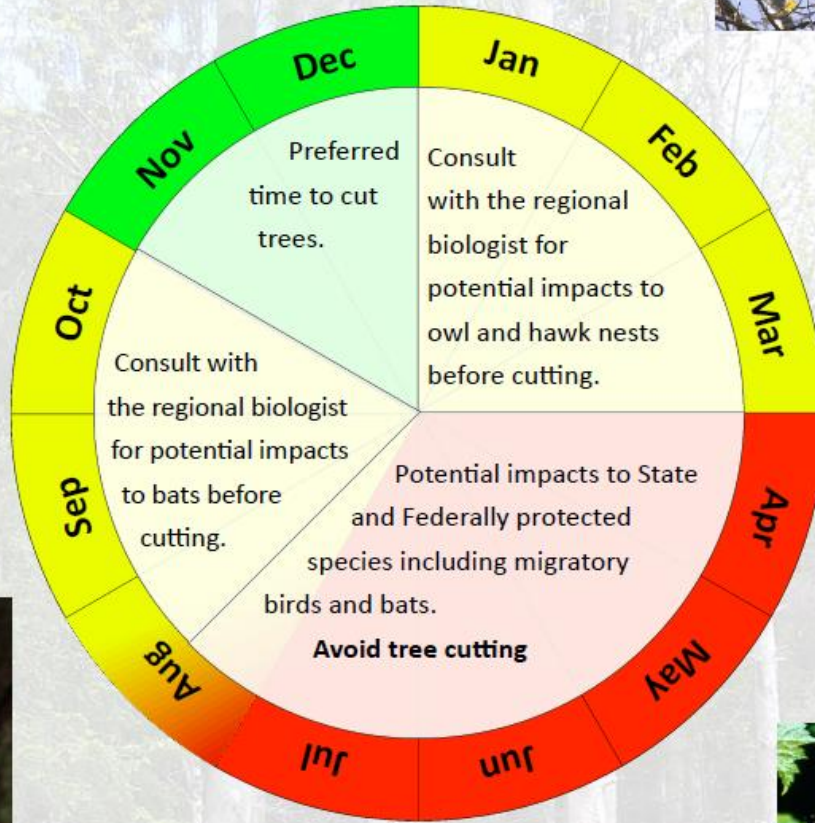 Jan
Feb
Mar
Apr
May
Jun
Jul
Aug
Sep
Oct
Nov
Dec
Preferred
time to cut
trees.
Consult
with the regional
biologist for
potential impacts to
owl and hawk nests
before cutting.
Potential impacts to State
and Federally protected
species including migratory
birds and bats.
Avoid tree cutting
Consult with
the regional biologist
for potential impacts
to bats before
cutting.